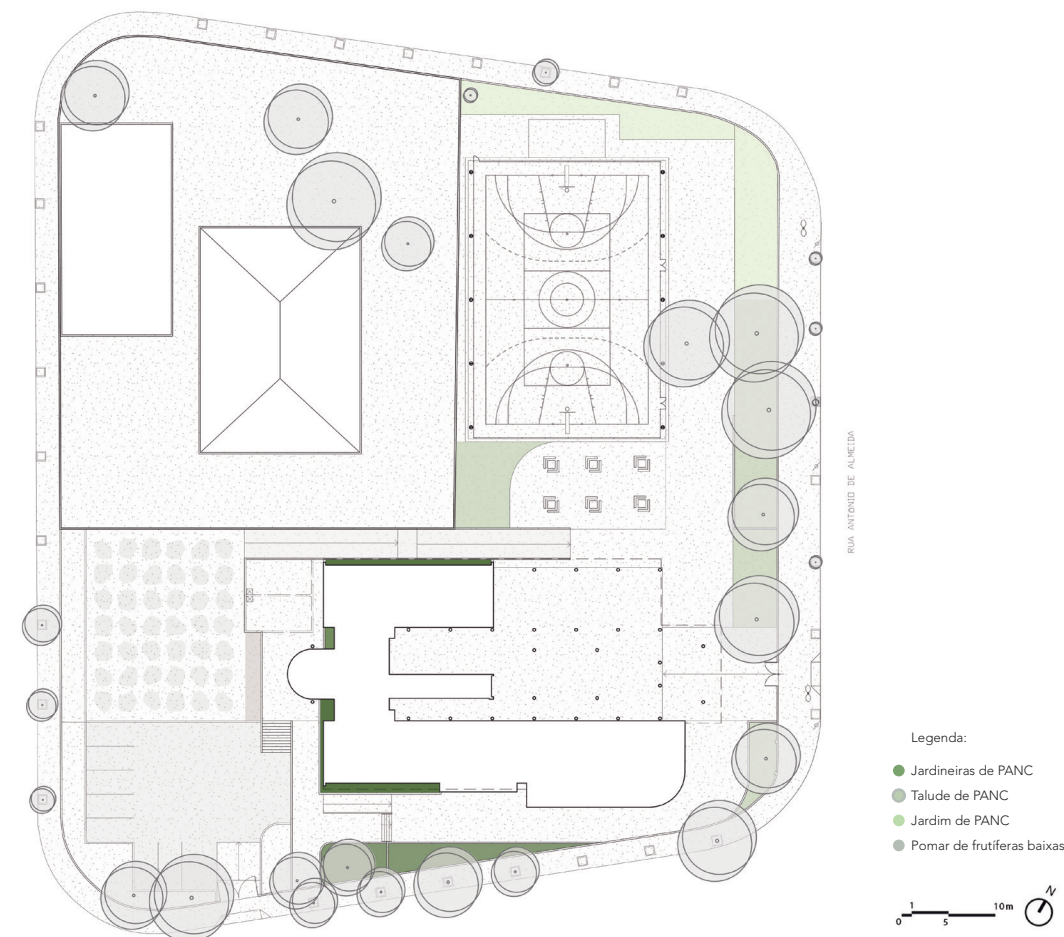 RUA ANTÔNIO DE ALMEIDA
Legenda:
Jardineiras de PANC
Talude de PANC
Jardim de PANC
Pomar de frutíferas baixas
N
1 10m
0 5